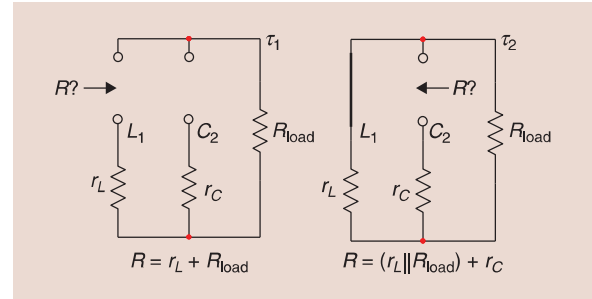 τ1
R?
L1
C2
Rload
rL
rC
R = rL + Rload
τ2
R?
L1
C2
Rload
rL
rC
R = (rL||Rload) + rC